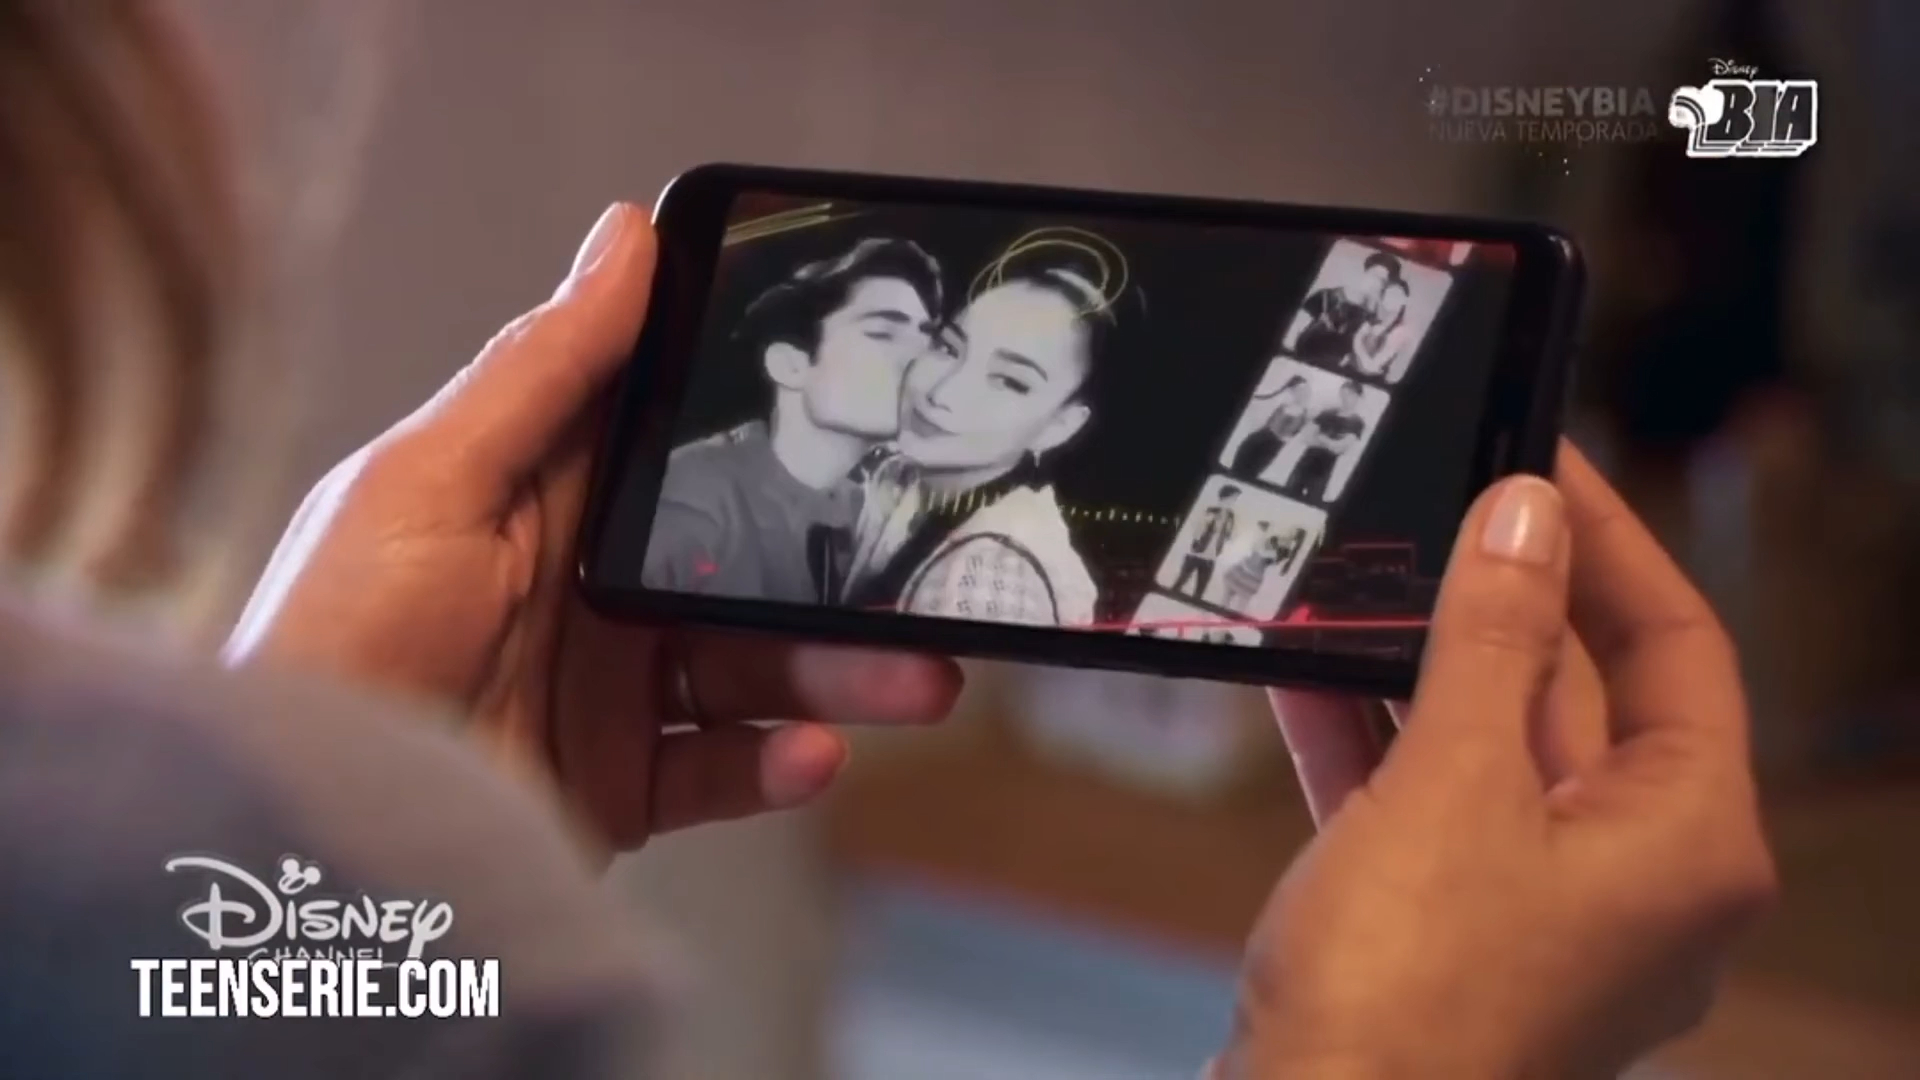 #DISNEYBIA
NUEVA TEMPORADA
Disney
BIA
Disney
CHANNEL
TEENSERIE.COM